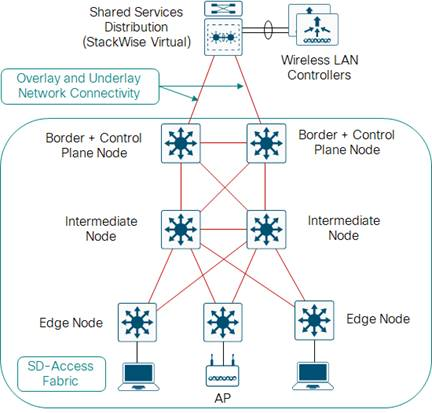 Shared Services
Distribution
(StackWise Virtual)
Wireless LAN
Controllers
Overlay and Underlay
Network Connectivity
Border + Control
Plane Node
Border + Control
Plane Node
Intermediate
Node
Intermediate
Node
Edge Node
Edge Node
SD-Access
Fabric
AP